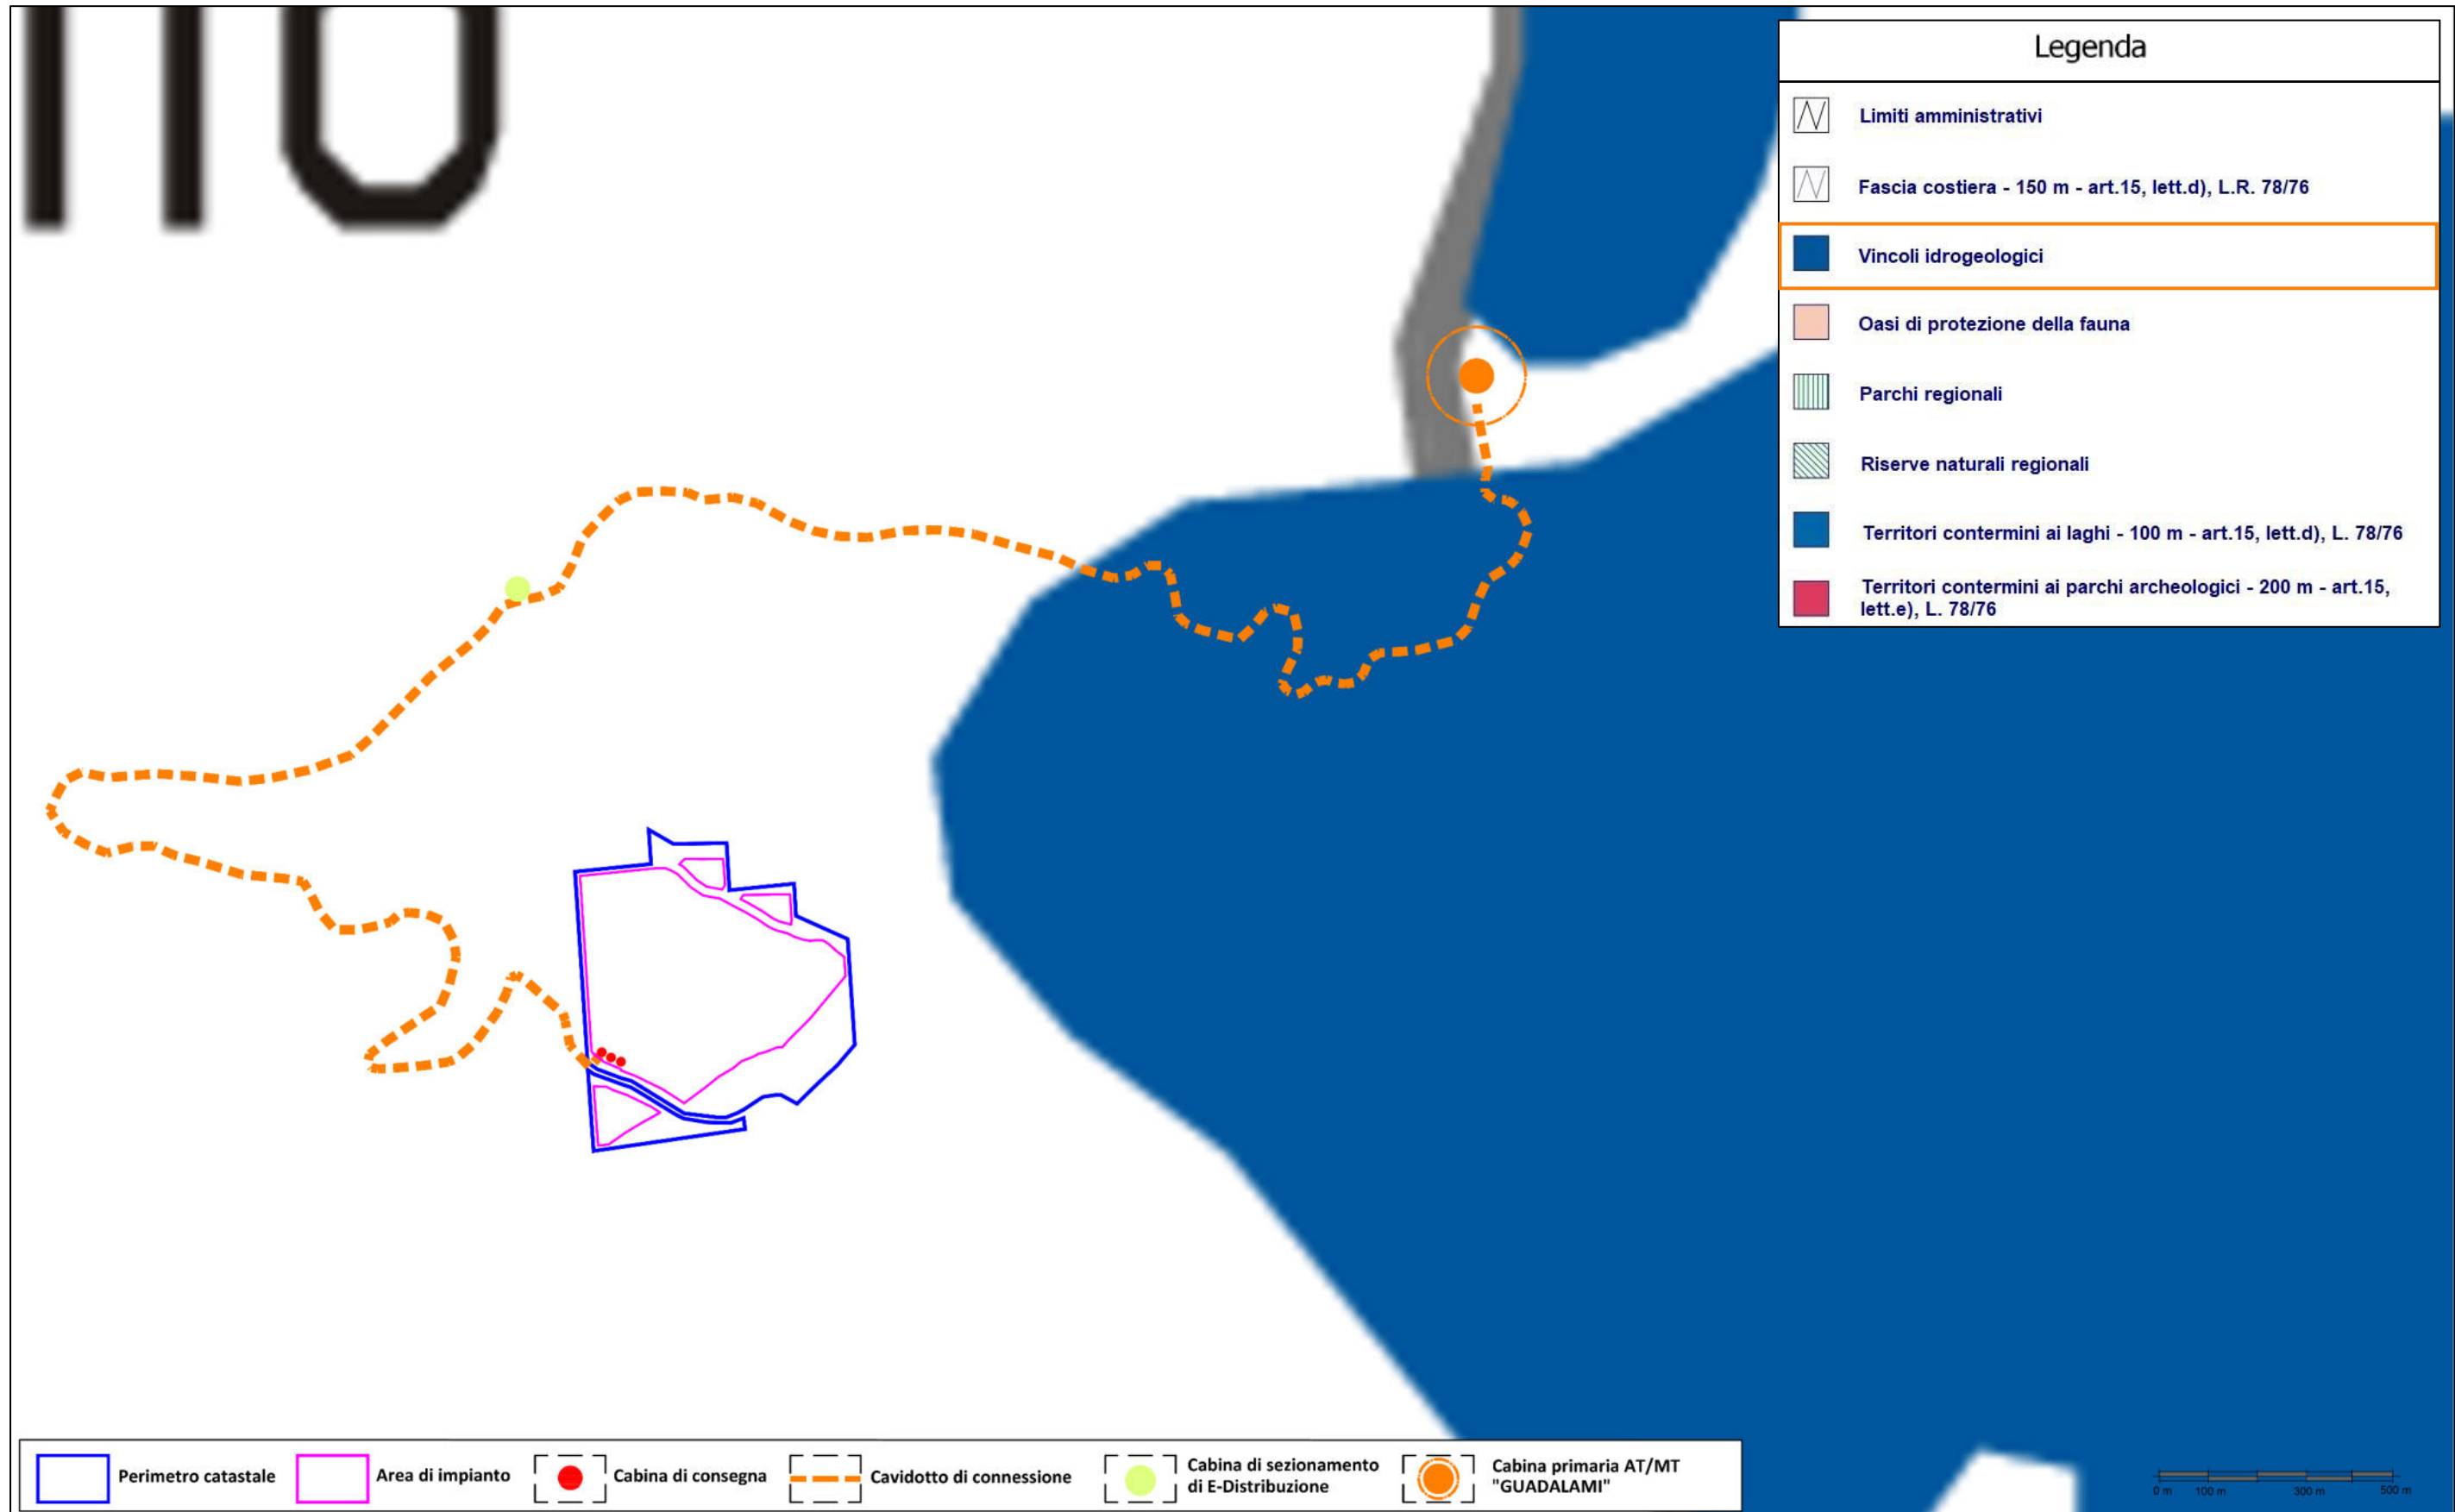 Legenda
Limiti amministrativi
Fascia costiera - 150 m - art.15, lett.d), L.R. 78/76
Vincoli idrogeologici
Oasi di protezione della fauna
Parchi regionali
Riserve naturali regionali
Territori contermini ai laghi - 100 m - art.15, lett.d), L. 78/76
Territori contermini ai parchi archeologici - 200 m - art.15,
lett.e), L. 78/76
Perimetro catastale
Area di impianto
Cabina di consegna
Cavidotto di connessione
Cabina di sezionamento
di E-Distribuzione
Cabina primaria AT/MT
"GUADALAMI"
0 m 100 m 300 m 500 m